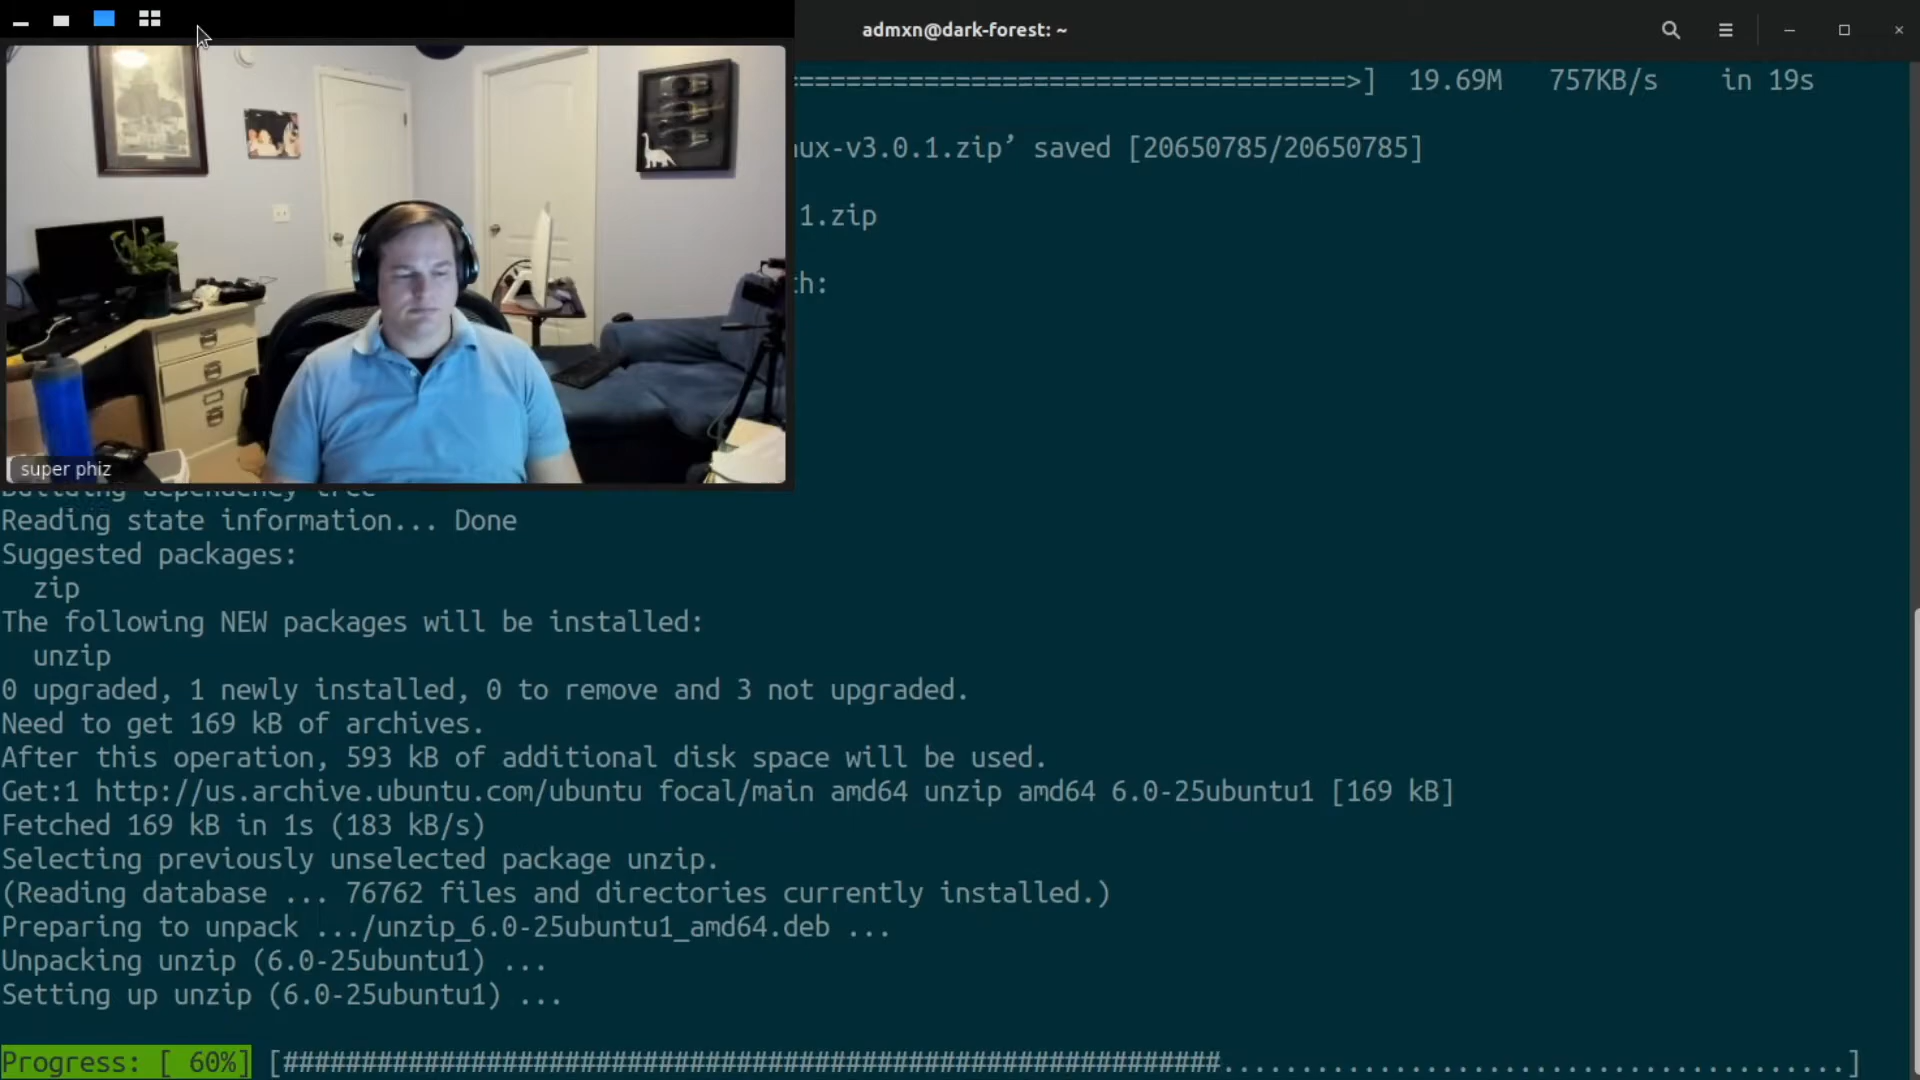 admxn@dark-forest: ~
=====================================>] 19.69M 757KB/s in 19s
ux-v3.0.1.zip’ saved [20650785/20650785]
1.zip
th:
super phiz
Building dependency tree
Reading state information... Done
Suggested packages:
zip
The following NEW packages will be installed:
unzip
0 upgraded, 1 newly installed, 0 to remove and 3 not upgraded.
Need to get 169 kB of archives.
After this operation, 593 kB of additional disk space will be used.
Get:1 http://us.archive.ubuntu.com/ubuntu focal/main amd64 unzip amd64 6.0-25ubuntu1 [169 kB]
Fetched 169 kB in 1s (183 kB/s)
Selecting previously unselected package unzip.
(Reading database ... 76762 files and directories currently installed.)
Preparing to unpack .../unzip_6.0-25ubuntu1_amd64.deb ...
Unpacking unzip (6.0-25ubuntu1) ...
Setting up unzip (6.0-25ubuntu1) ...
Progress: [ 60%] [############################################################........................................]